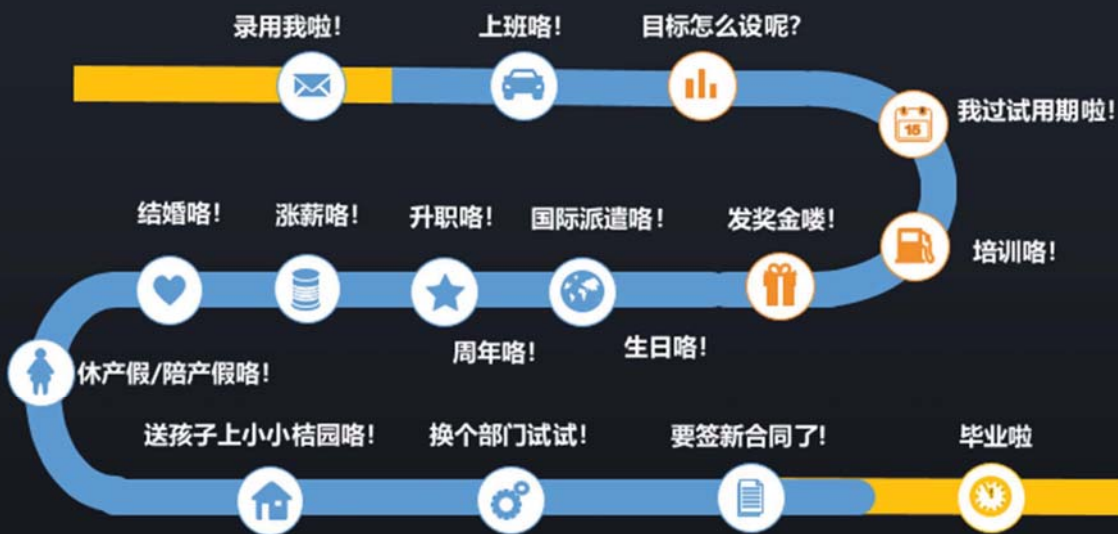 录用我啦!
上班咯!
目标怎么设呢?
我过试用期啦!
培训咯!
发奖金喽!
国际派遣咯!
升职咯!
涨薪咯!
结婚咯!
生日咯!
周年咯!
休产假/陪产假咯!
送孩子上小小桔园咯!
换个部门试试!
要签新合同了!
毕业啦